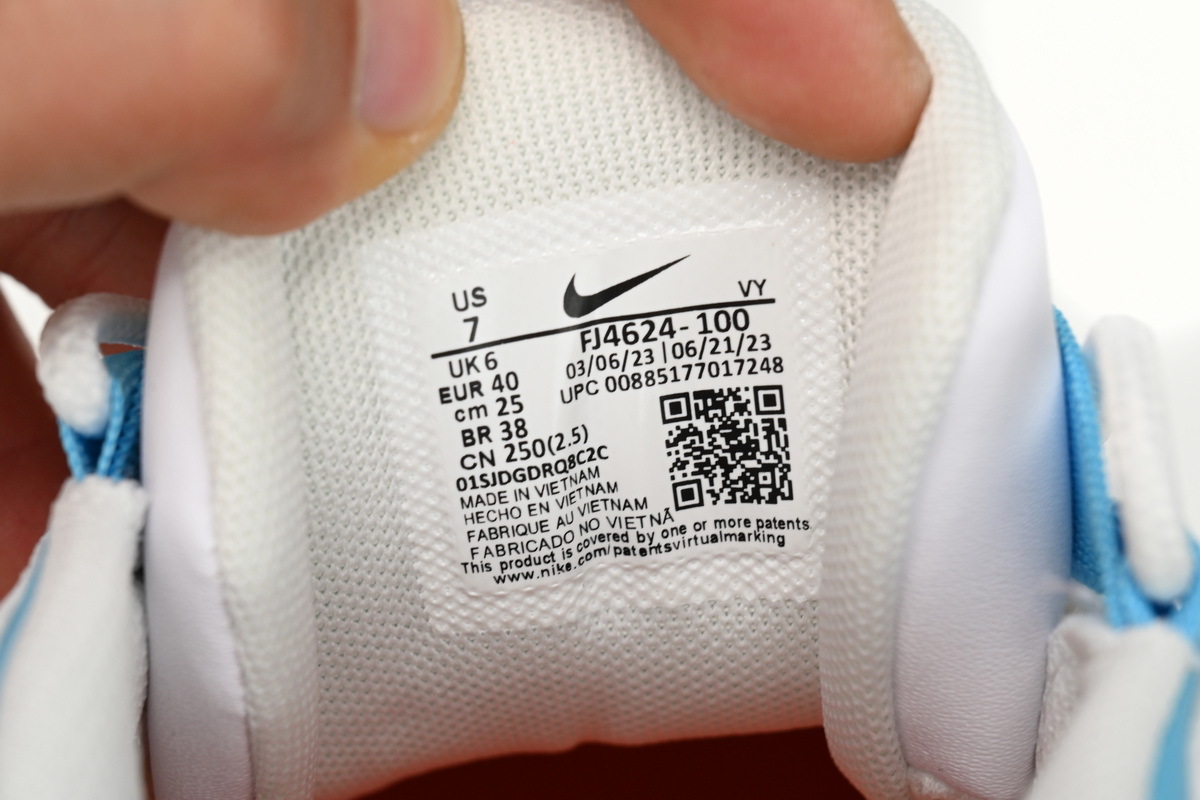 US
7
VY
UK 6
EUR 40
cm 25
BR 38
CN 250(2.5)
FJ4624-100
03/06/23 | 06/21/23
UPC 00885177017248
01SJDGDRQ8C2C
MADE IN VIETNAM
HECHO EN VIETNAM
FABRIQUE AU VIETNAM
FABRICADO NO VIETNÃ
This product is covered by one or more patents
www.nike.com/patentsvirtualmarking